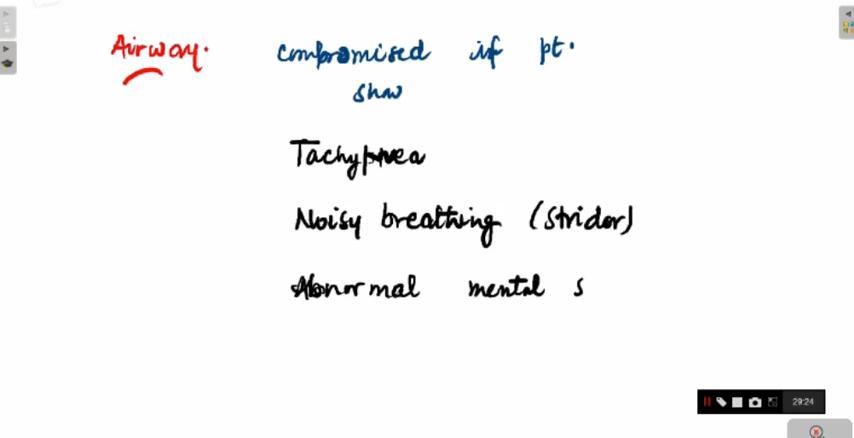 Airway. compromised if pt.
show
Tachypnea
Noisy breathing (stridor)
Abnormal mental s
29:24